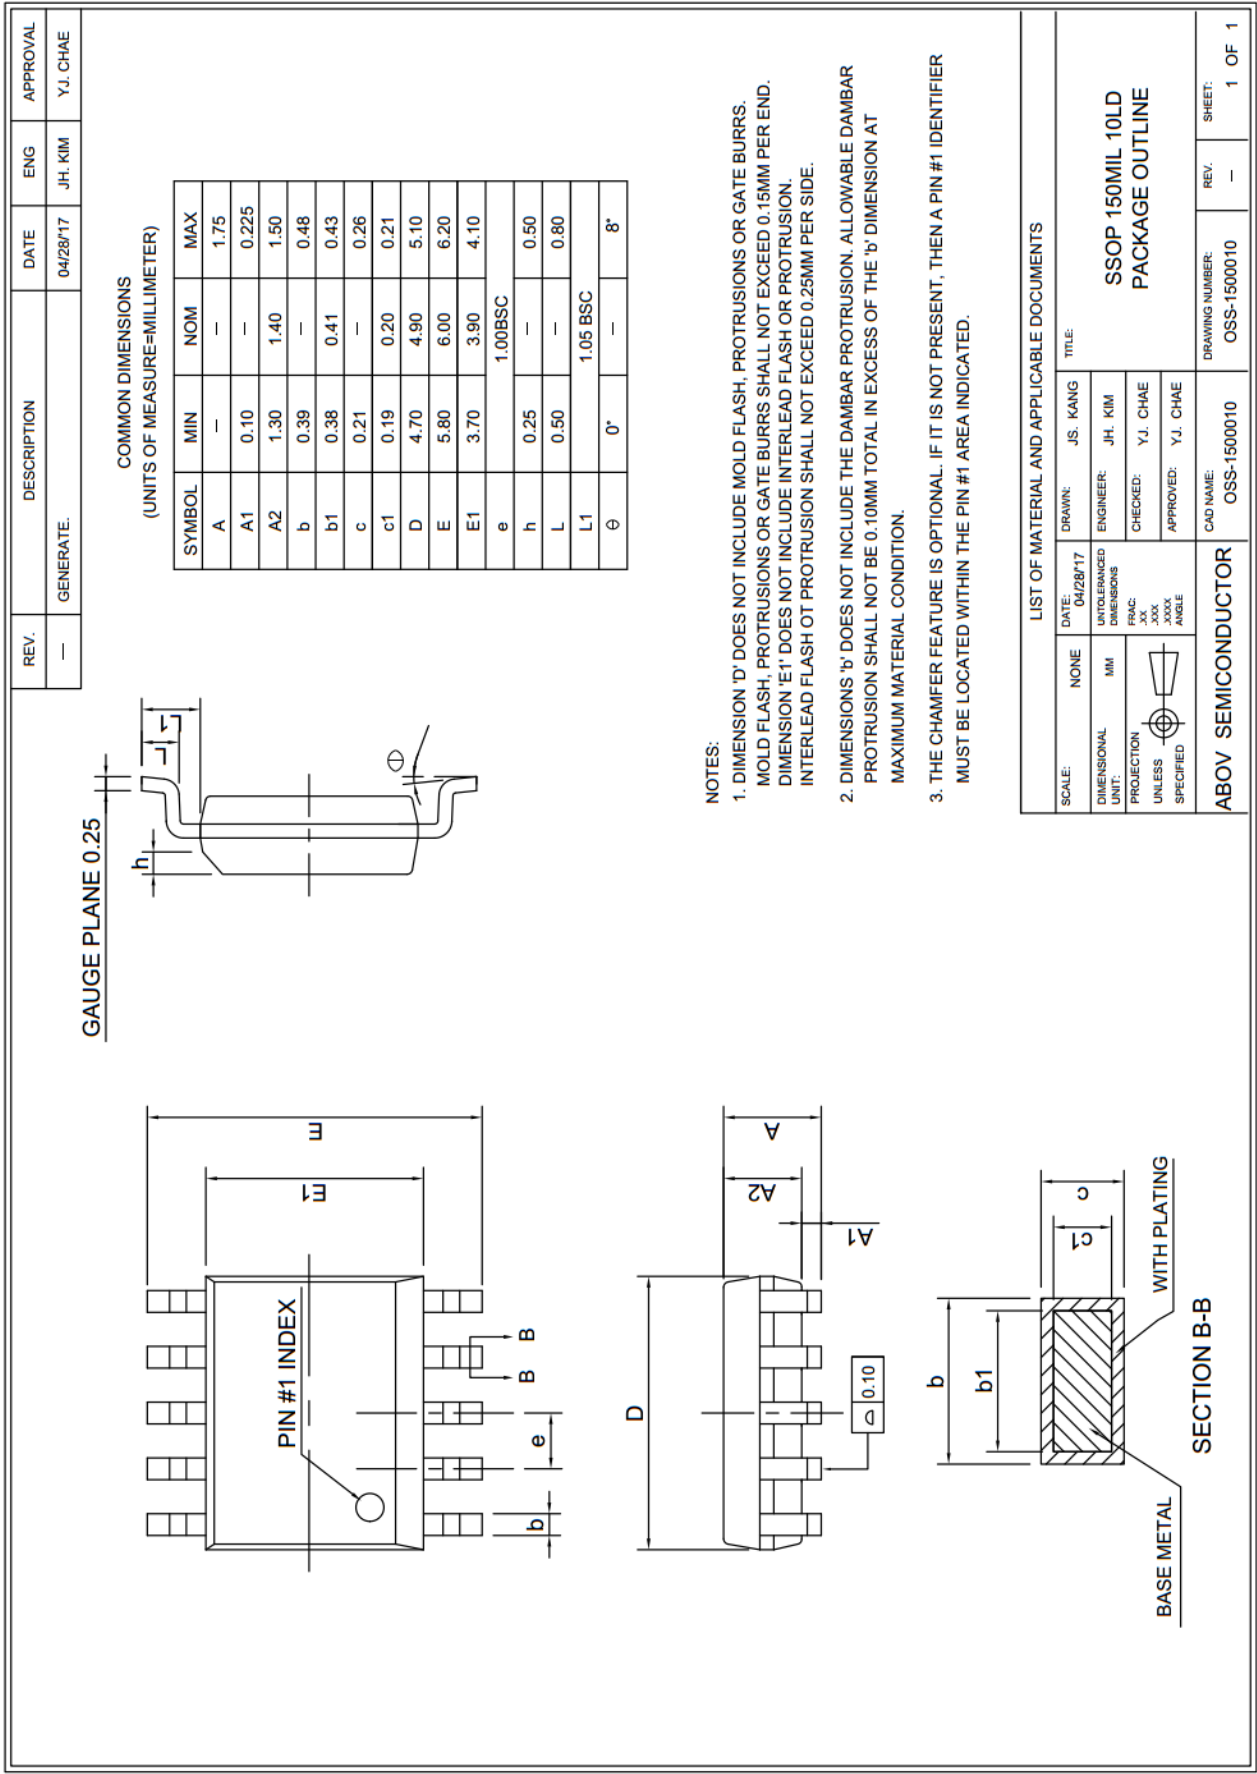 REV. DESCRIPTION DATE ENG APPROVAL
— GENERATE. 04/28/'17 JH. KIM YJ. CHAE
GAUGE PLANE 0.25
h
L
L1
Θ
COMMON DIMENSIONS
(UNITS OF MEASURE=MILLIMETER)
SYMBOL MIN NOM MAX
A — — 1.75
A1 0.10 — 0.225
A2 1.30 1.40 1.50
b 0.39 — 0.48
b1 0.38 0.41 0.43
c 0.21 — 0.26
c1 0.19 0.20 0.21
D 4.70 4.90 5.10
E 5.80 6.00 6.20
E1 3.70 3.90 4.10
e 1.00BSC
h 0.25 — 0.50
L 0.50 — 0.80
L1 1.05 BSC
Θ 0° — 8°
E
E1
PIN #1 INDEX
B
B
e
b
D
A
A2
A1
0.10
b
b1
c
c1
WITH PLATING
BASE METAL
SECTION B-B
NOTES:
1. DIMENSION 'D' DOES NOT INCLUDE MOLD FLASH, PROTRUSIONS OR GATE BURRS.
MOLD FLASH, PROTRUSIONS OR GATE BURRS SHALL NOT EXCEED 0.15MM PER END.
DIMENSION 'E1' DOES NOT INCLUDE INTERLEAD FLASH OR PROTRUSION.
INTERLEAD FLASH OT PROTRUSION SHALL NOT EXCEED 0.25MM PER SIDE.
2. DIMENSIONS 'b' DOES NOT INCLUDE THE DAMBAR PROTRUSION. ALLOWABLE DAMBAR
PROTRUSION SHALL NOT BE 0.10MM TOTAL IN EXCESS OF THE 'b' DIMENSION AT
MAXIMUM MATERIAL CONDITION.
3. THE CHAMFER FEATURE IS OPTIONAL. IF IT IS NOT PRESENT, THEN A PIN #1 IDENTIFIER
MUST BE LOCATED WITHIN THE PIN #1 AREA INDICATED.
LIST OF MATERIAL AND APPLICABLE DOCUMENTS
SCALE: NONE
DATE: 04/28/'17
DRAWN: JS. KANG
TITLE:
SSOP 150MIL 10LD
PACKAGE OUTLINE
DIMENSIONAL
UNIT: MM
UNTOLERANCED
DIMENSIONS
ENGINEER: JH. KIM
PROJECTION
UNLESS
SPECIFIED
FRAC:
.XX
.XXX
.XXXX
ANGLE
CHECKED: YJ. CHAE
APPROVED: YJ. CHAE
ABOV SEMICONDUCTOR
CAD NAME:
OSS-1500010
DRAWING NUMBER:
OSS-1500010
REV.
—
SHEET:
1 OF 1